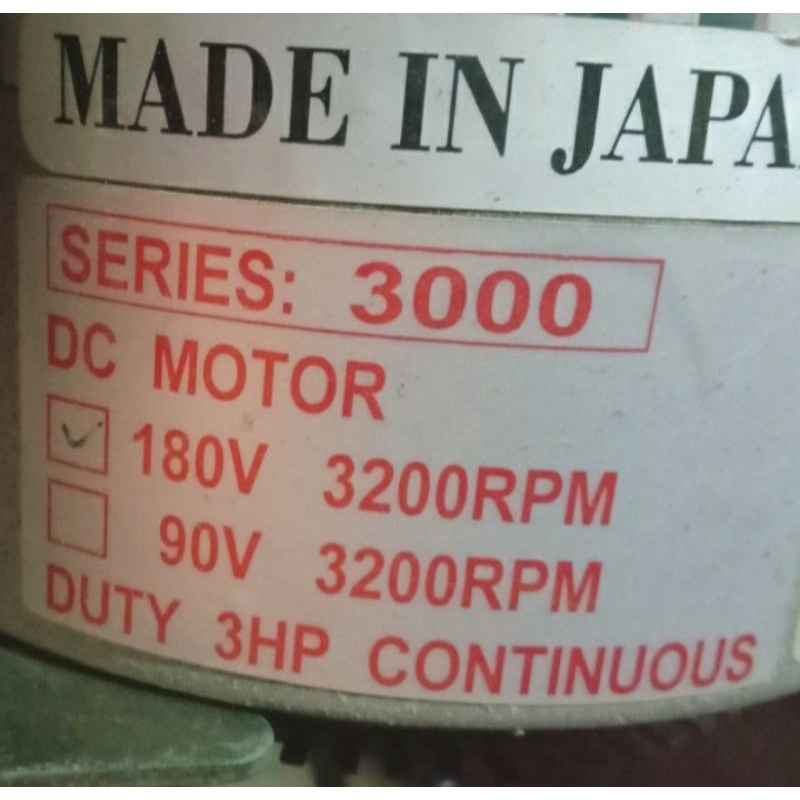 MADE IN JAPA
SERIES: 3000
DC MOTOR
180V 3200RPM
90V 3200RPM
DUTY 3HP CONTINUOUS